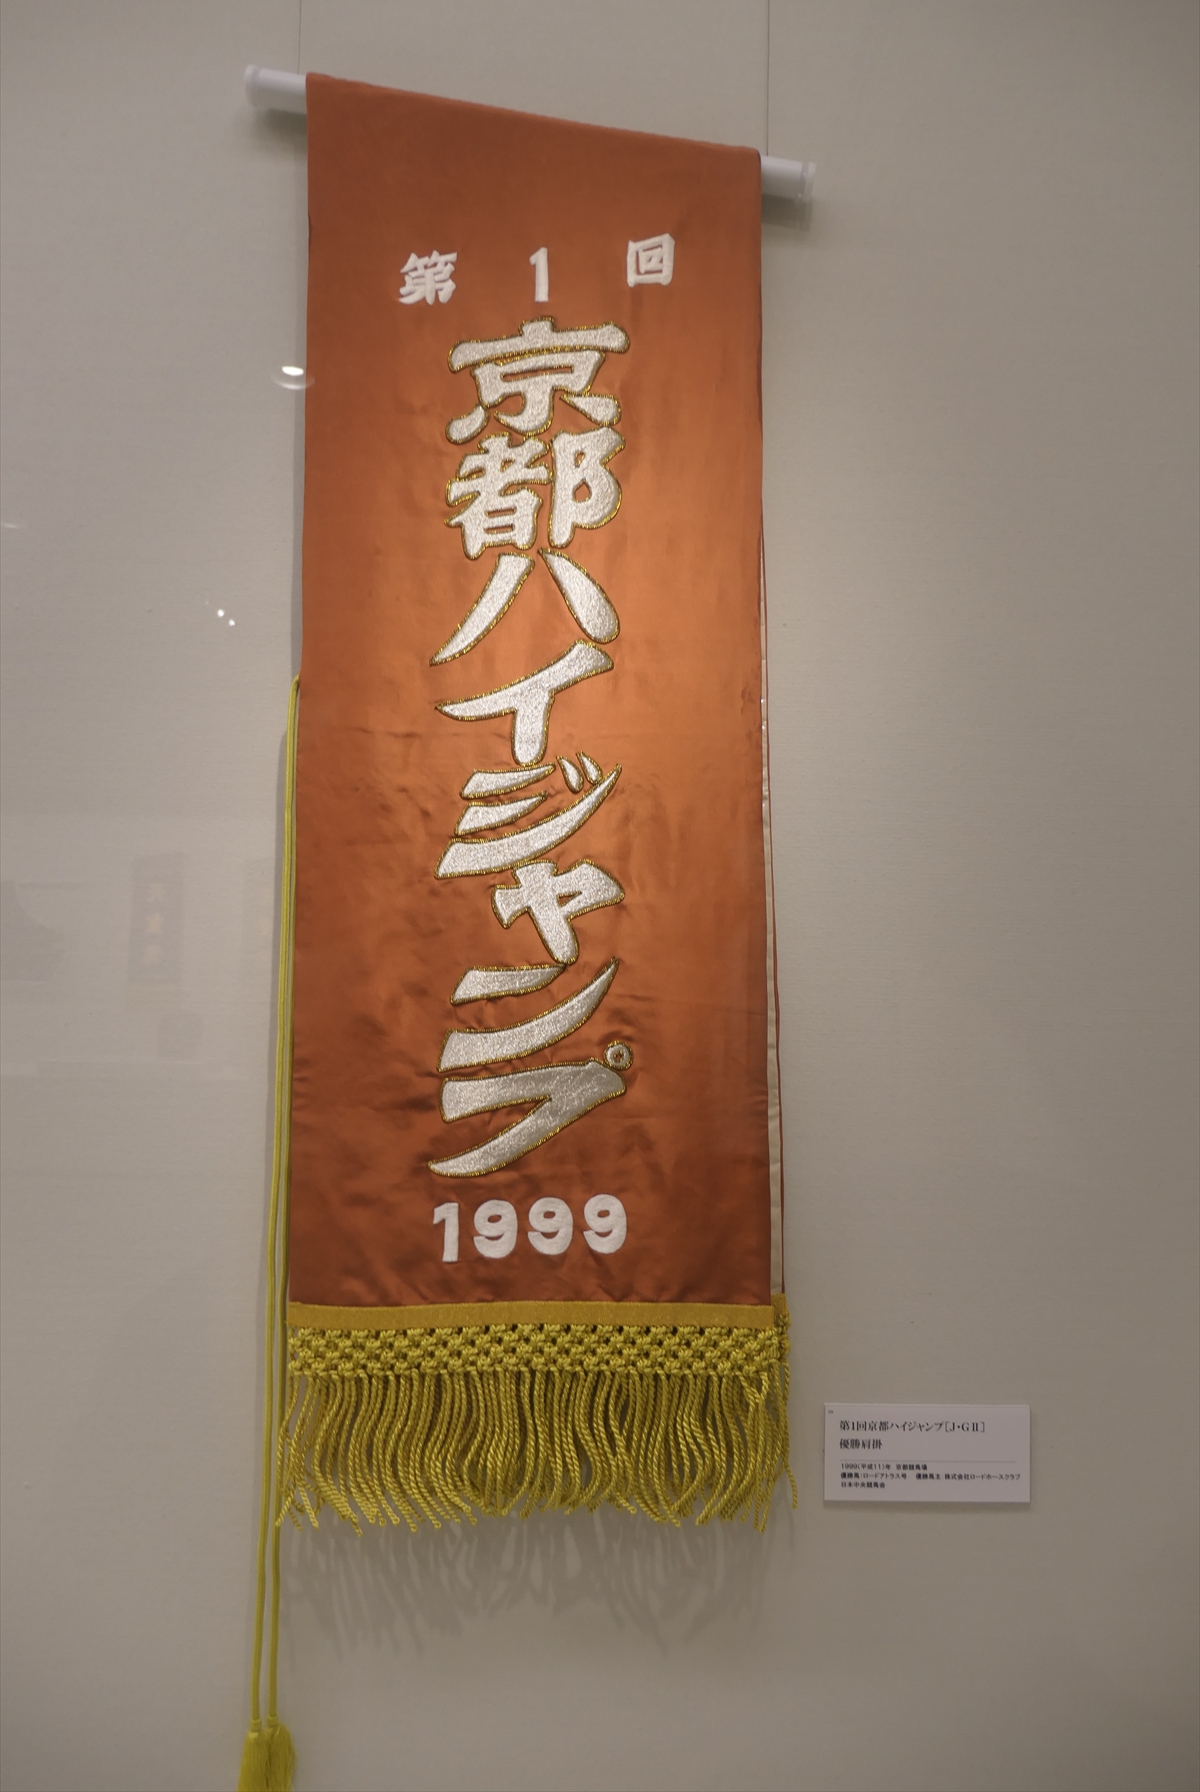 第1回
京都ハイジャンプ
1999
第1回京都ハイジャンプ[J・GⅡ]
優勝肩掛
1999(平成11)年 京都競馬場
優勝馬:ロードアトラス号 優勝馬主:株式会社ロードホースクラブ
日本中央競馬会